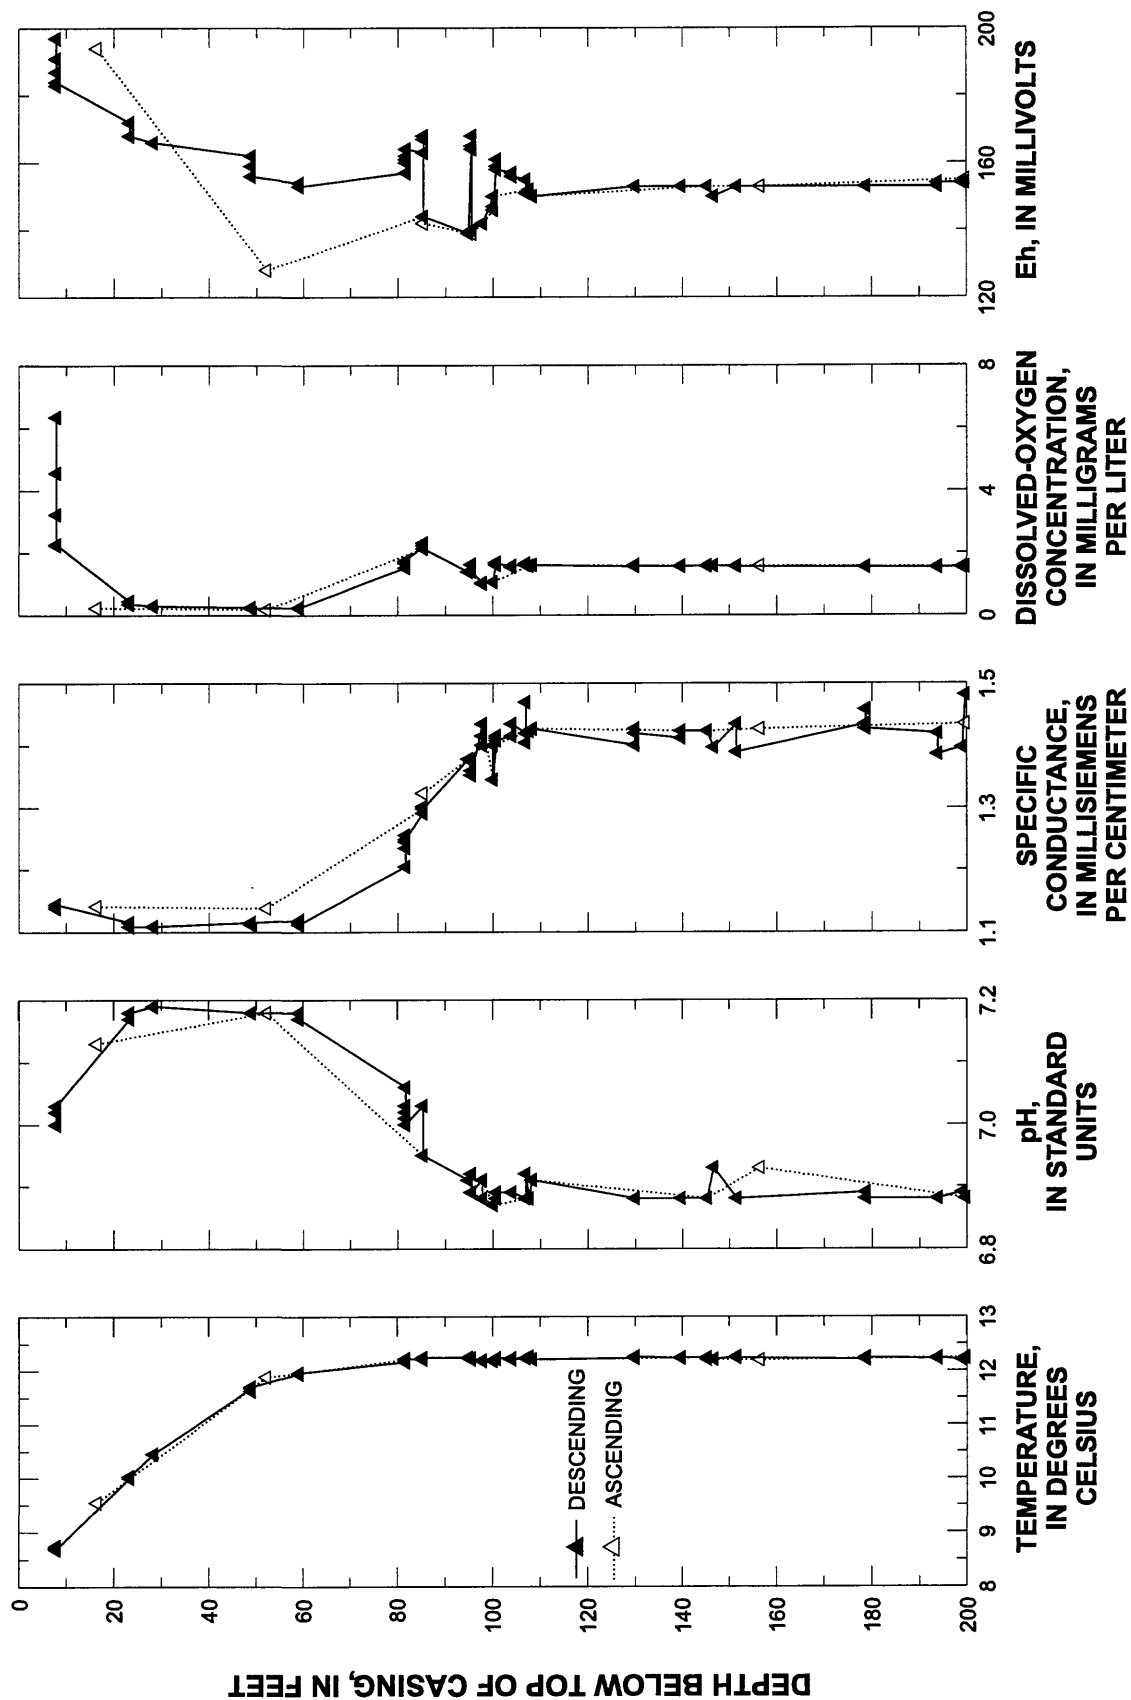 DEPTH BELOW TOP OF CASING, IN FEET
0
20
40
60
80
100
120
140
160
180
200
DESCENDING
ASCENDING
8
9
10
11
12
13
TEMPERATURE,
IN DEGREES
CELSIUS
6.8
7.0
7.2
pH,
IN STANDARD
UNITS
1.1
1.3
1.5
SPECIFIC
CONDUCTANCE,
IN MILLISIEMENS
PER CENTIMETER
0
4
8
DISSOLVED-OXYGEN
CONCENTRATION,
IN MILLIGRAMS
PER LITER
120
160
200
Eh, IN MILLIVOLTS